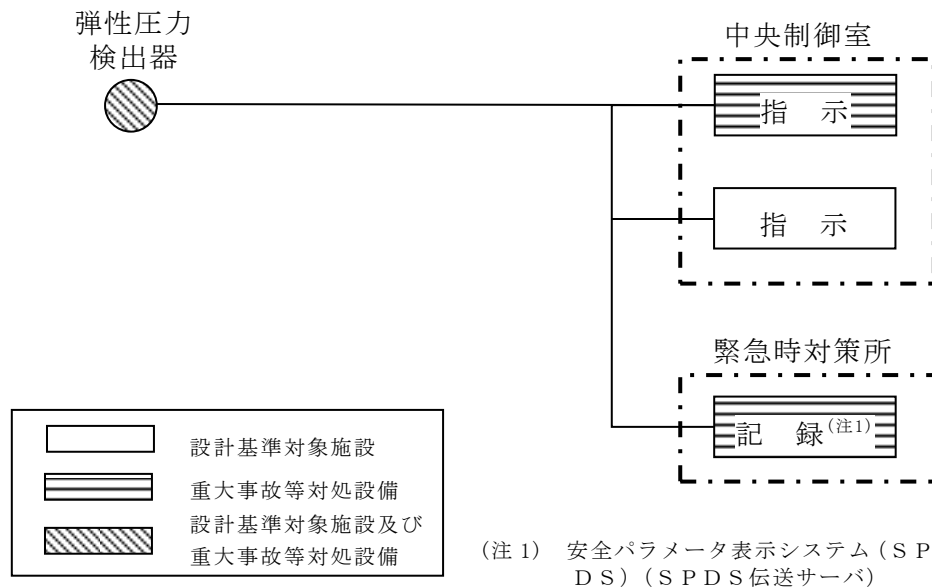 弾性圧力
検出器
中央制御室
指 示
指 示
緊急時対策所
記 録(注1)
設計基準対象施設
重大事故等対処設備
設計基準対象施設及び
重大事故等対処設備
(注 1) 安全パラメータ表示システム(SP
DS)(SPDS伝送サーバ)